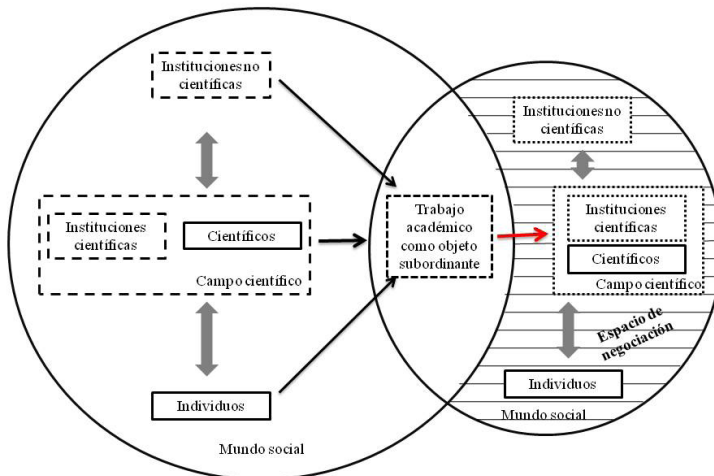 Instituciones no
científicas
Instituciones
científicas
Científicos
Campo científico
Individuos
Mundo social
Trabajo
académico
como objeto
subordinante
Instituciones no
científicas
Instituciones
científicas
Científicos
Campo científico
Espacio de
negociación
Individuos
Mundo social